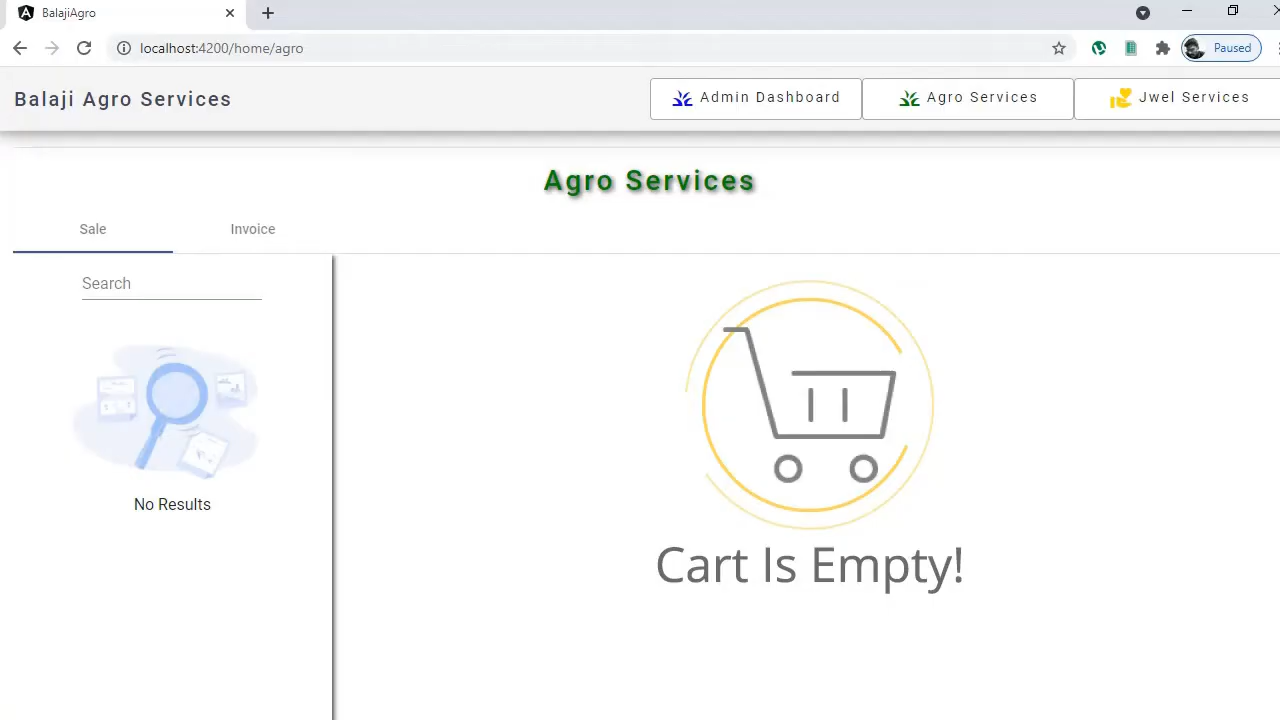 BalajiAgro
localhost:4200/home/agro
Paused
Balaji Agro Services
Admin Dashboard
Agro Services
Jwel Services
Agro Services
Sale
Invoice
Search
No Results
Cart Is Empty!